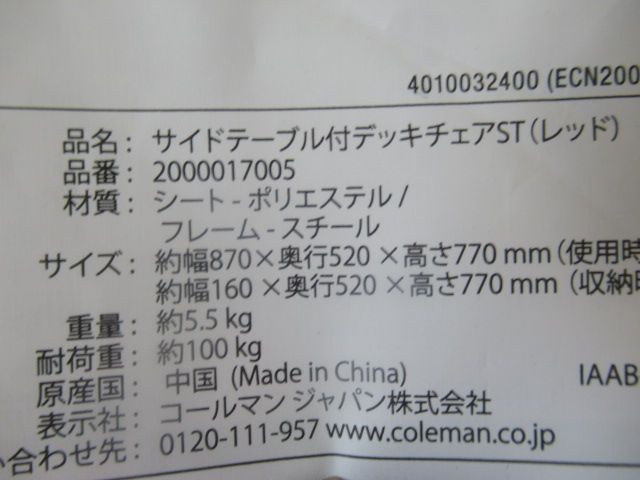 4010032400 (ECN200
品名: サイドテーブル付デッキチェアST(レッド)
品番: 2000017005
材質: シート - ポリエステル /
フレーム - スチール
サイズ: 約幅870×奥行520×高さ770 mm (使用時
約幅160×奥行520×高さ770 mm (収納時
重量: 約5.5 kg
耐荷重: 約100 kg
原産国: 中国 (Made in China)
IAAB
表示社: コールマン ジャパン株式会社
い合わせ先: 0120-111-957 www.coleman.co.jp